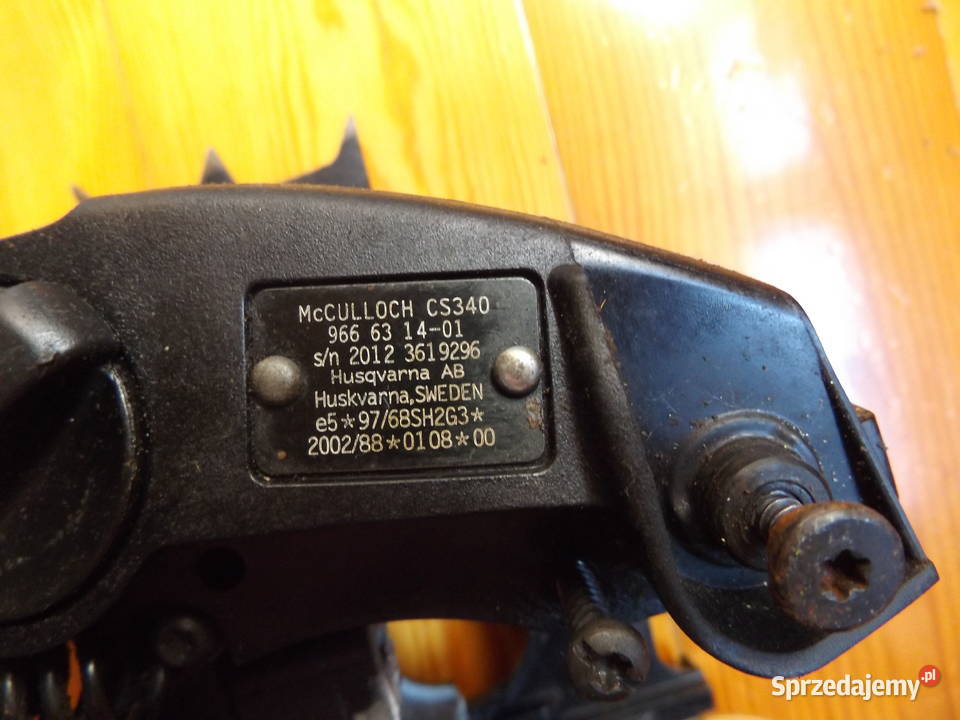 McCULLOCH CS340
966 63 14-01
s/n 2012 3619296
Husqvarna AB
Huskvarna, SWEDEN
e5*97/68SH2G3*
2002/88*0108*00
Sprzedajemy.pl